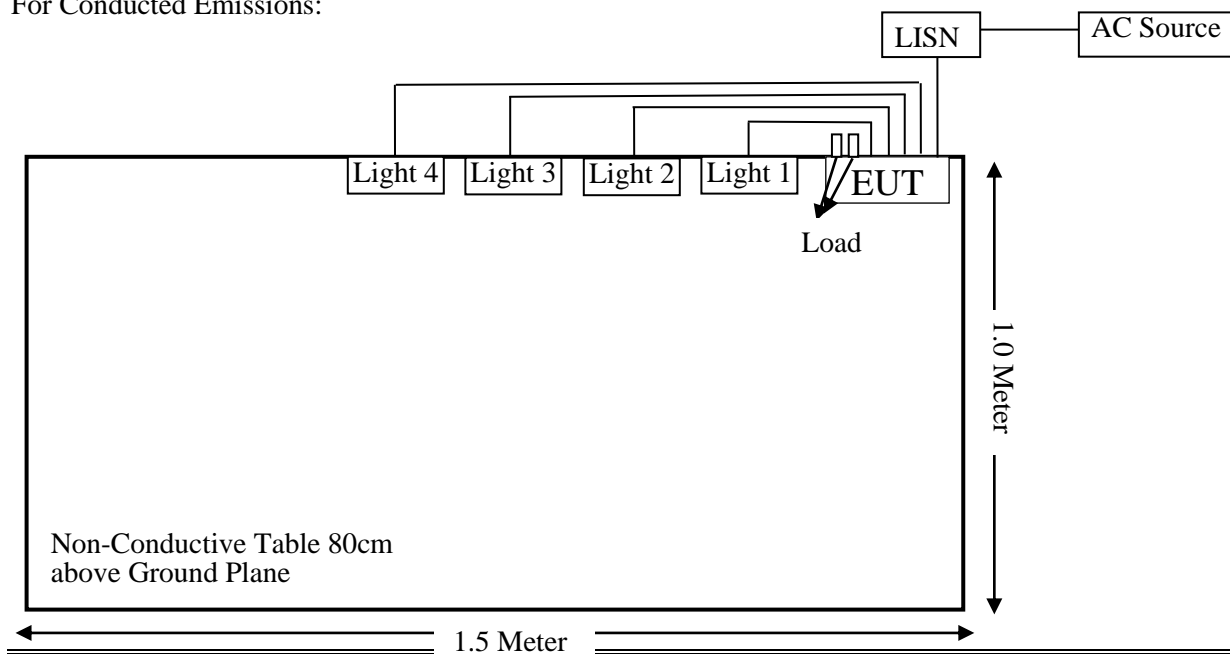 For Conducted Emissions:
LISN
AC Source
Light 4
Light 3
Light 2
Light 1
EUT
Load
1.0 Meter
Non-Conductive Table 80cm
above Ground Plane
1.5 Meter